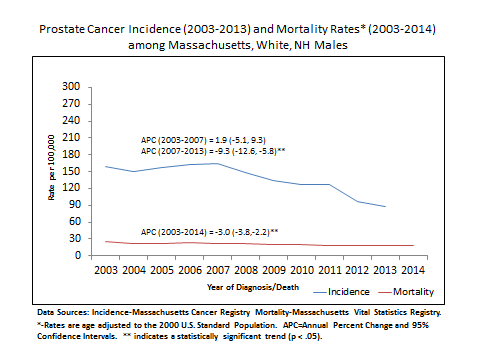 Prostate Cancer Incidence (2003-2013) and Mortality Rates* (2003-2014)
among Massachusetts, White, NH Males
300
270
240
210
180
150
120
90
60
30
0
Rate per 100,000
APC (2003-2007) = 1.9 (-5.1, 9.3)
APC (2007-2013) = -9.3 (-12.6, -5.8)**
APC (2003-2014) = -3.0 (-3.8,-2.2)**
2003 2004 2005 2006 2007 2008 2009 2010 2011 2012 2013 2014
Year of Diagnosis/Death
Incidence Mortality
Data Sources: Incidence-Massachusetts Cancer Registry Mortality-Massachusetts Vital Statistics Registry.
*-Rates are age adjusted to the 2000 U.S. Standard Population. APC=Annual Percent Change and 95%
Confidence Intervals. ** indicates a statistically significant trend (p < .05).